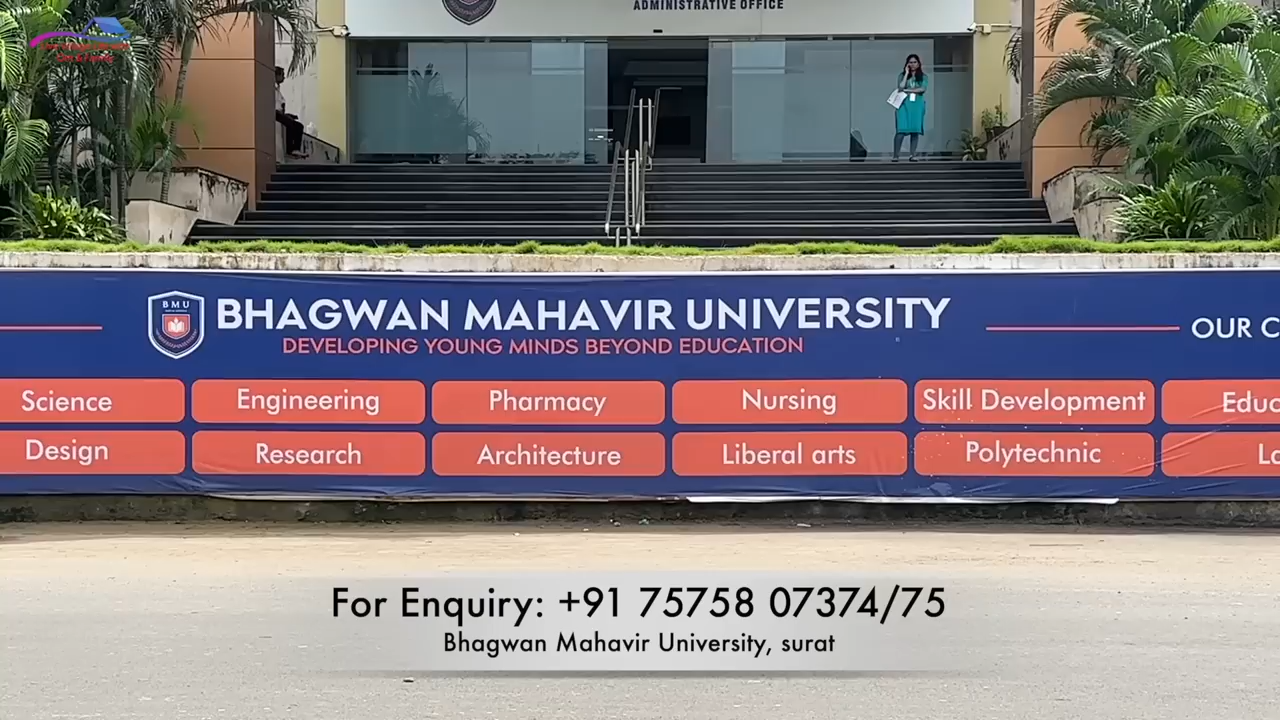 ADMINISTRATIVE OFFICE
BMU
BHAGWAN MAHAVIR UNIVERSITY
DEVELOPING YOUNG MINDS BEYOND EDUCATION
OUR C
Science Engineering Pharmacy Nursing Skill Development Educ
Design Research Architecture Liberal arts Polytechnic La
For Enquiry: +91 75758 07374/75
Bhagwan Mahavir University, surat